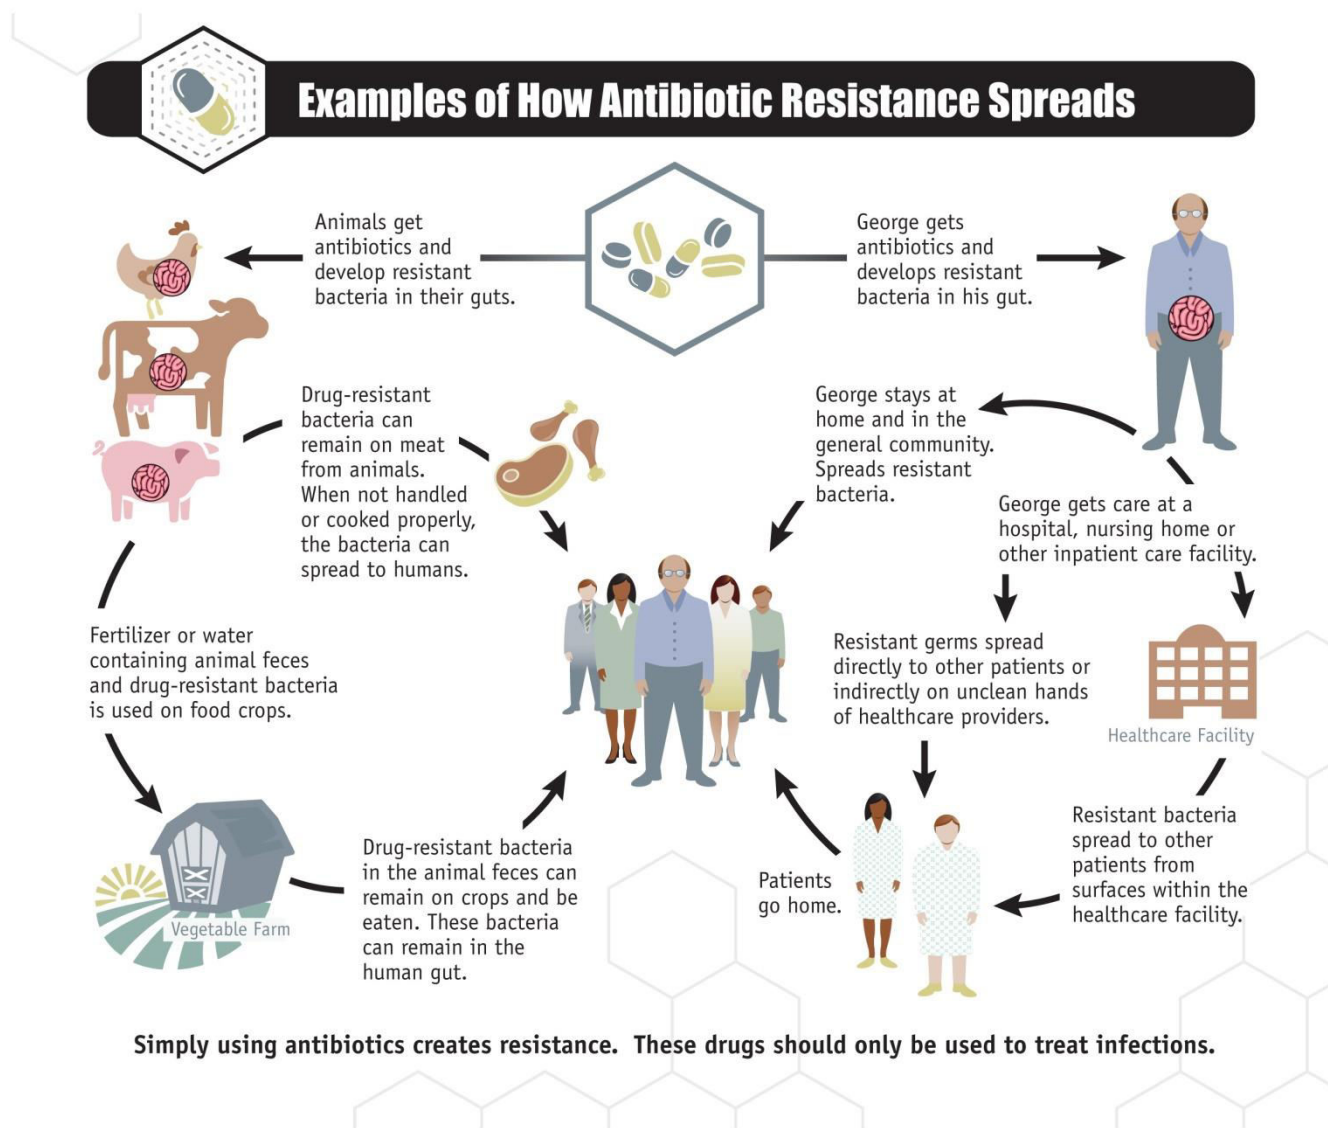 Examples of How Antibiotic Resistance Spreads
Animals get
antibiotics and
develop resistant
bacteria in their guts.
George gets
antibiotics and
develops resistant
bacteria in his gut.
Drug-resistant
bacteria can
remain on meat
from animals.
When not handled
or cooked properly,
the bacteria can
spread to humans.
George stays at
home and in the
general community.
Spreads resistant
bacteria.
George gets care at a
hospital, nursing home or
other inpatient care facility.
Fertilizer or water
containing animal feces
and drug-resistant bacteria
is used on food crops.
Resistant germs spread
directly to other patients or
indirectly on unclean hands
of healthcare providers.
Healthcare Facility
Vegetable Farm
Drug-resistant bacteria
in the animal feces can
remain on crops and be
eaten. These bacteria
can remain in the
human gut.
Patients
go home.
Resistant bacteria
spread to other
patients from
surfaces within the
healthcare facility.
Simply using antibiotics creates resistance. These drugs should only be used to treat infections.